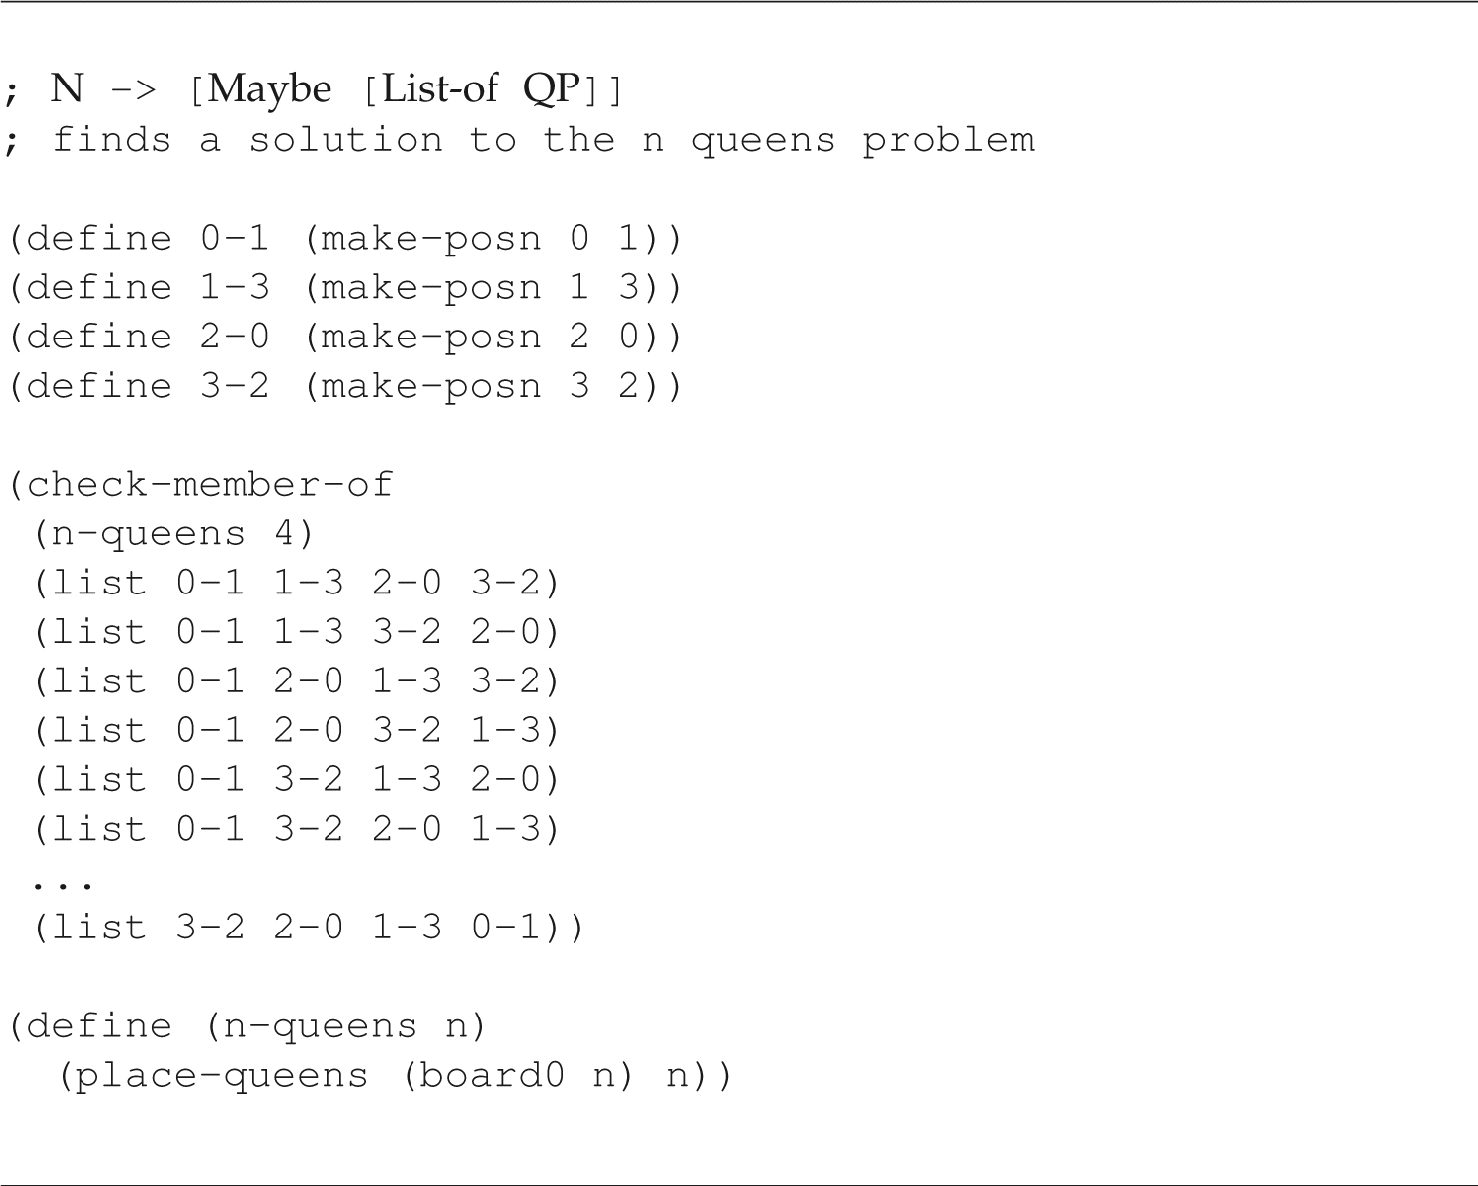 ; N -> [Maybe [List-of QP]]
; finds a solution to the n queens problem
(define 0-1 (make-posn 0 1))
(define 1-3 (make-posn 1 3))
(define 2-0 (make-posn 2 0))
(define 3-2 (make-posn 3 2))
(check-member-of
(n-queens 4)
(list 0-1 1-3 2-0 3-2)
(list 0-1 1-3 3-2 2-0)
(list 0-1 2-0 1-3 3-2)
(list 0-1 2-0 3-2 1-3)
(list 0-1 3-2 1-3 2-0)
(list 0-1 3-2 2-0 1-3)
...
(list 3-2 2-0 1-3 0-1))
(define (n-queens n)
(place-queens (board0 n) n))